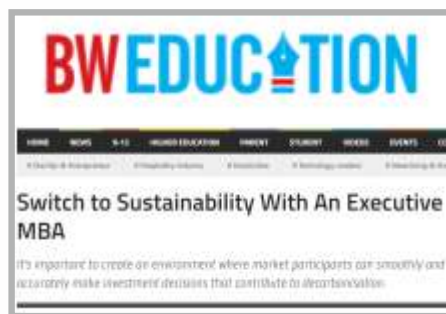 BW EDUCATION
HOME NEWS K-12 HIGHER EDUCATION PARENT STUDENT VIDEOS EVENTS
Switch to Sustainability With An Executive
MBA
It's important to create an environment where market participants can smoothly and
accurately make investment decisions that contribute to decarbonisation.